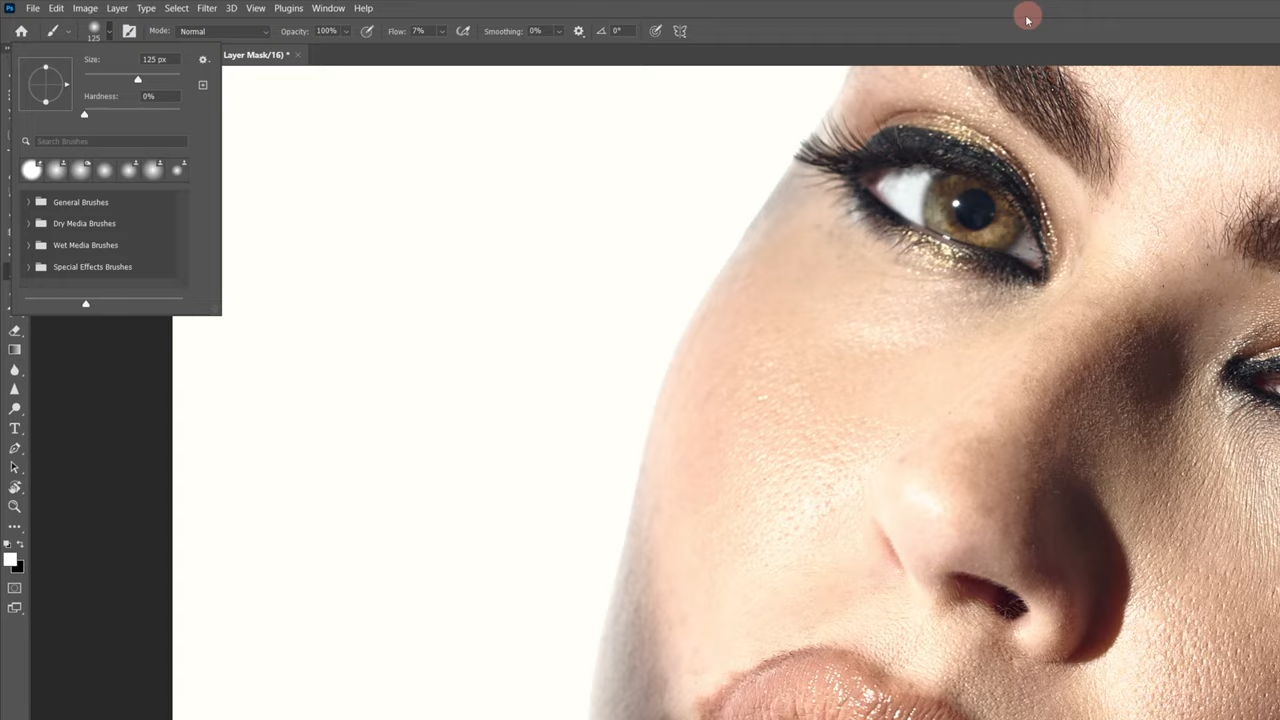 Ps File Edit Image Layer Type Select Filter 3D View Plugins Window Help
125 Mode: Normal Opacity: 100% Flow: 7% Smoothing: 0% 0°
Layer Mask/16) *
Size: 125 px
Hardness: 0%
Search Brushes
General Brushes
Dry Media Brushes
Wet Media Brushes
Special Effects Brushes
T